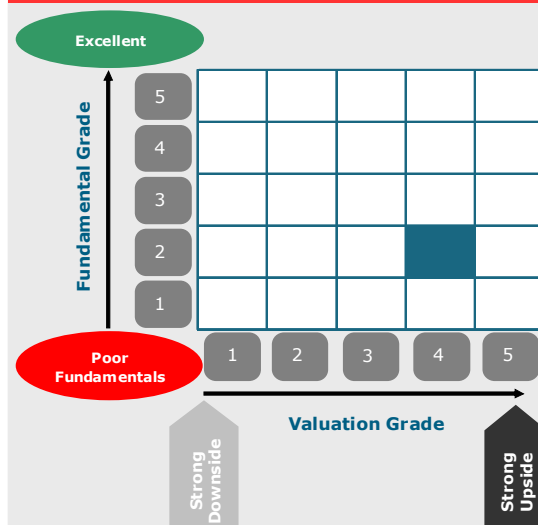 Excellent
Fundamental Grade
5
4
3
2
1
Poor
Fundamentals
1
2
3
4
5
Valuation Grade
Strong
Downside
Strong
Upside